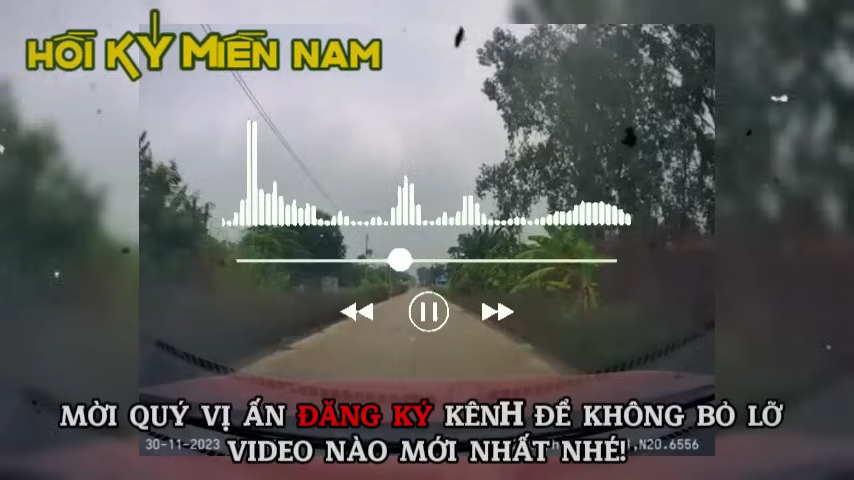 HỒI KÝ MIỀN NAM
MỜI QUÝ VỊ ẤN ĐĂNG KÝ KÊNH ĐỂ KHÔNG BỎ LỠ
30-11-2023 ,N20.6556
VIDEO NÀO MỚI NHẤT NHÉ!